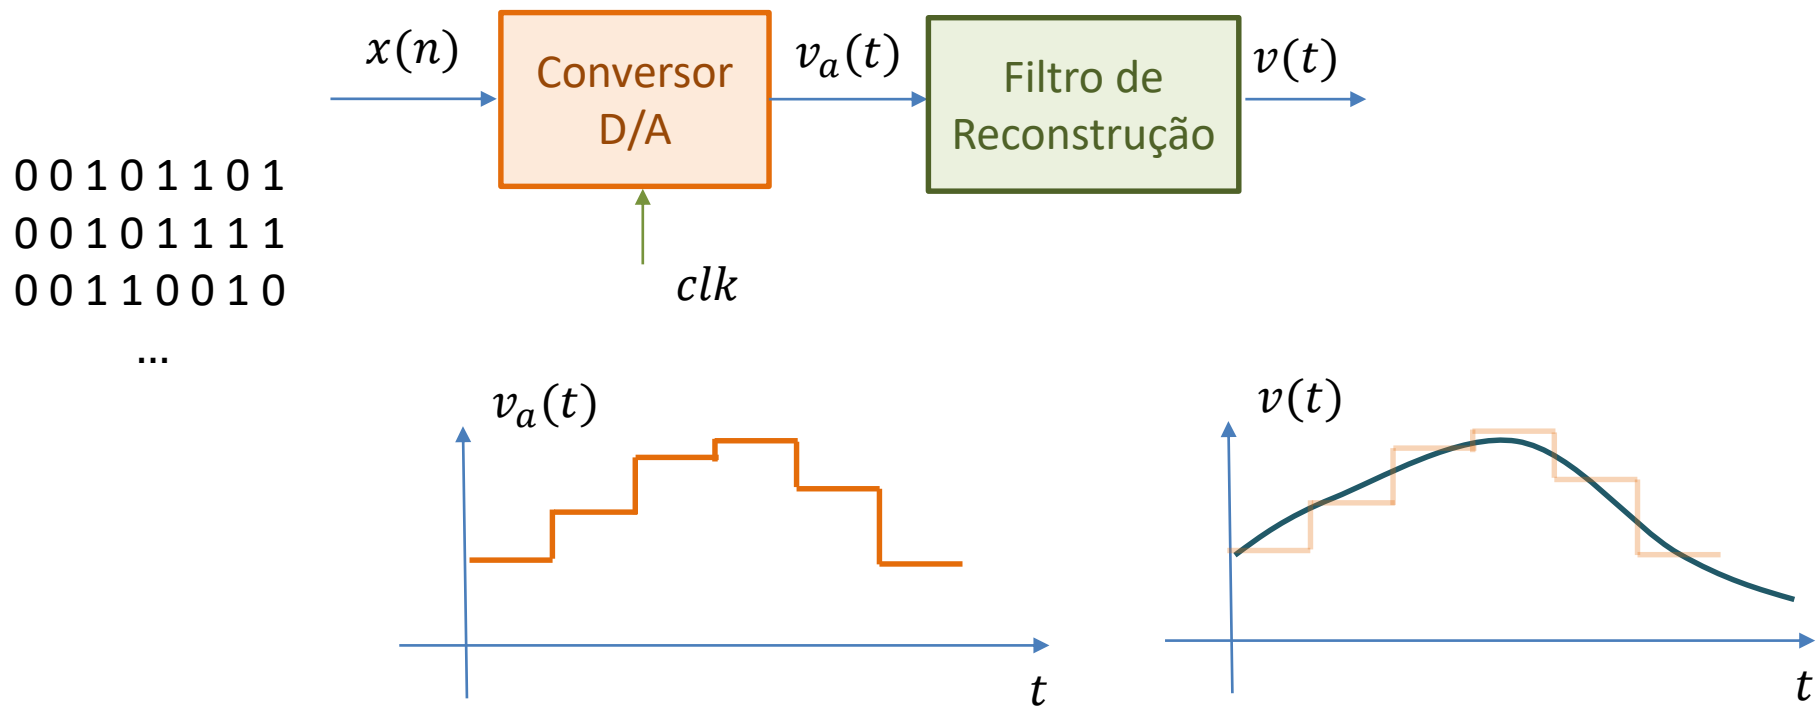 x(n)
Conversor
D/A
v_a(t)
Filtro de
Reconstrução
v(t)
0 0 1 0 1 1 0 1
0 0 1 0 1 1 1 1
0 0 1 1 0 0 1 0
...
clk
v_a(t)
t
v(t)
t